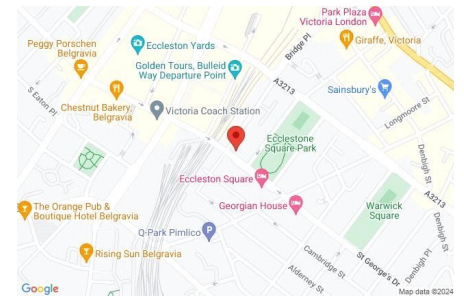 Park Plaza
Victoria London
Giraffe, Victoria
Peggy Porschen
Belgravia
Eccleston Yards
Bridge Pl
Golden Tours, Bulleid
Way Departure Point
A3213
Sainsbury's
S Eaton Pl
Chestnut Bakery,
Belgravia
Victoria Coach Station
Longmoore St
Ecclestone
Square-Park
Denbigh St
Eccleston Square
A3213
The Orange Pub &
Boutique Hotel Belgravia
Georgian House
Warwick
Square
Q-Park Pimlico
Denbigh St
Rising Sun Belgravia
Cambridge St
St George's Dr
Denbigh Pl
Alderney St
Google
Map data ©2024